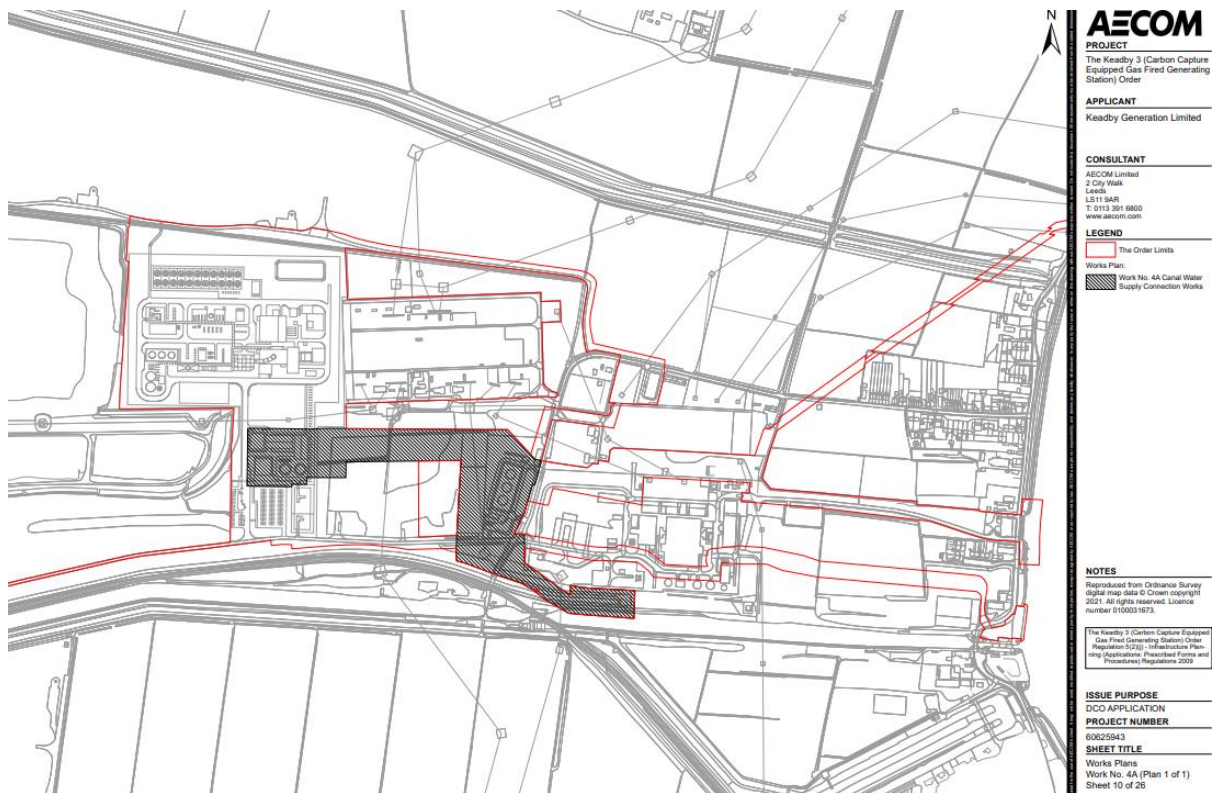 N
AECOM
PROJECT
The Keadby 3 (Carbon Capture
Equipped Gas Fired Generating
Station) Order
APPLICANT
Keadby Generation Limited
CONSULTANT
AECOM Limited
2 City Walk
Leeds
LS11 9AR
T: 0113 391 6800
www.aecom.com
LEGEND
The Order Limits
Works Plan:
Work No. 4A Canal Water
Supply Connection Works
NOTES
Reproduced from Ordnance Survey
digital map data © Crown copyright
2021. All rights reserved. Licence
number 0100031673.
The Keadby 3 (Carbon Capture Equipped
Gas Fired Generating Station) Order
Regulation 5(2)(j) - Infrastructure Plan-
ning (Applications: Prescribed Forms and
Procedures) Regulations 2009
ISSUE PURPOSE
DCO APPLICATION
PROJECT NUMBER
60625943
SHEET TITLE
Works Plans
Work No. 4A (Plan 1 of 1)
Sheet 10 of 26